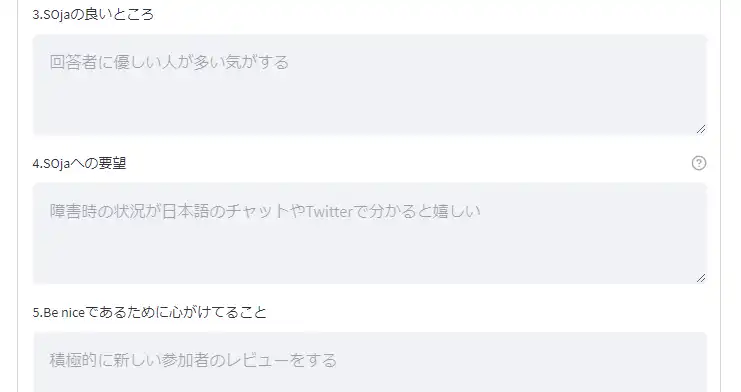 3.SOjaの良いところ
回答者に優しい人が多い気がする
4.SOjaへの要望
障害時の状況が日本語のチャットやTwitterで分かると嬉しい
5.Be niceであるために心がけてること
積極的に新しい参加者のレビューをする